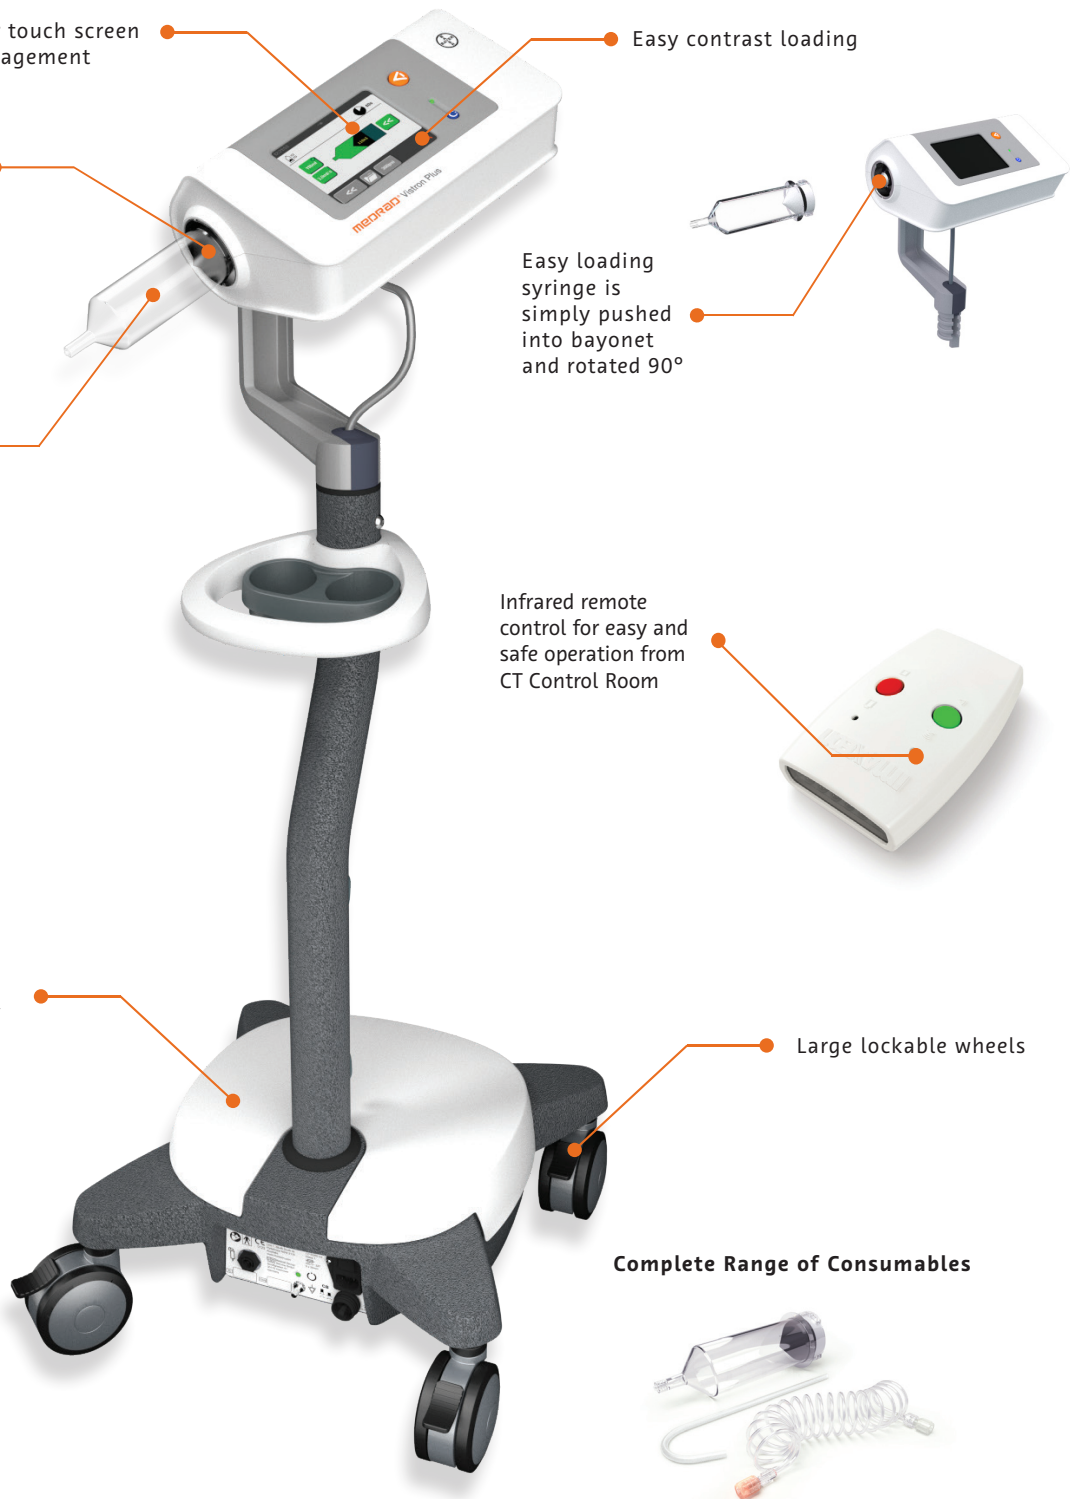 touch screen
agement
Easy contrast loading
MEDRAD® Vistron Plus
Easy loading
syringe is
simply pushed
into bayonet
and rotated 90°
Infrared remote
control for easy and
safe operation from
CT Control Room
Large lockable wheels
Complete Range of Consumables